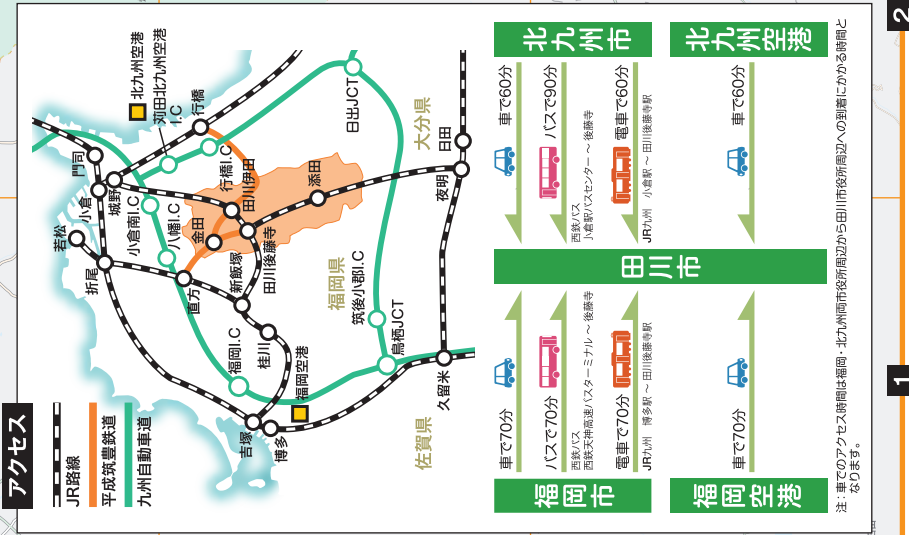 アクセス
JR路線
平成筑豊鉄道
九州自動車道
若松
小倉
門司
折尾
城野
小倉南I.C
八幡I.C
北九州空港
苅田北九州空港
I.C
行橋
行橋I.C
直方
金田
田川伊田
新飯塚
田川後藤寺
添田
福岡県
福岡I.C
桂川
福岡空港
吉塚
博多
筑後小郡I.C
鳥栖JCT
日出JCT
大分県
日田
夜明
久留米
佐賀県
福岡市
車で70分
バスで70分
西鉄バス
西鉄天神高速バスターミナル ～ 後藤寺
電車で70分
JR九州 博多駅 ～ 田川後藤寺駅
福岡空港
車で70分
田川市
北九州市
車で60分
バスで90分
西鉄バス
小倉駅バスセンター ～ 後藤寺
電車で60分
JR九州 小倉駅 ～ 田川後藤寺駅
北九州空港
車で60分
注：車でのアクセス時間は福岡・北九州両市役所周辺から田川市役所周辺への到着にかかる時間と
なります。
1
2